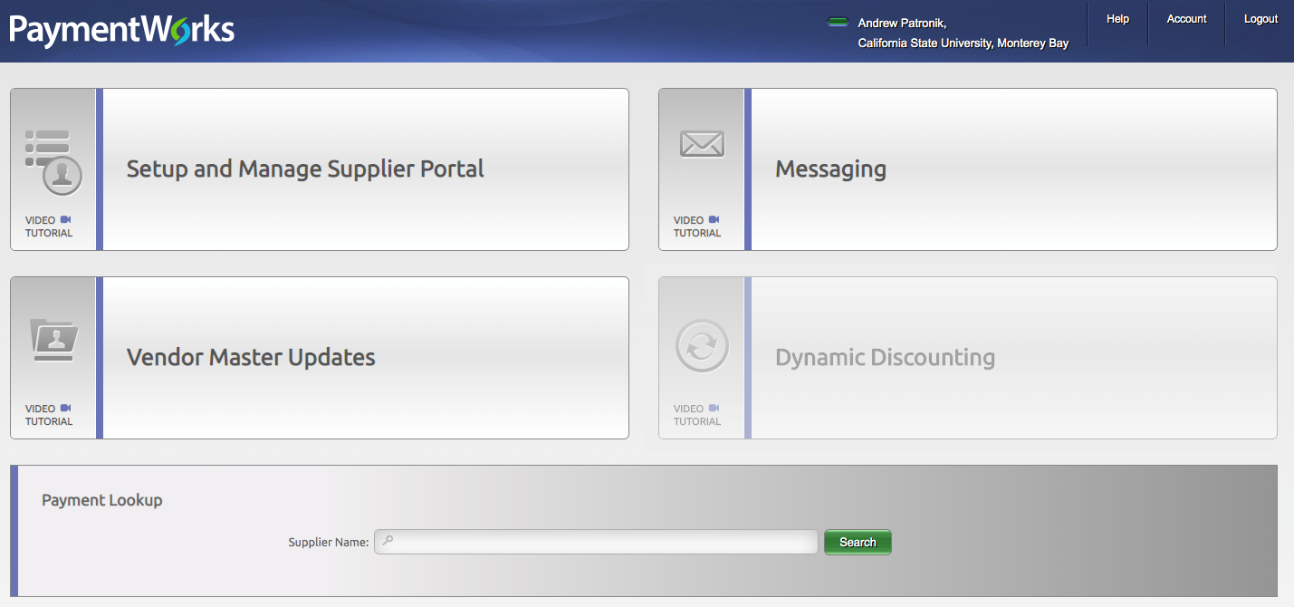 PaymentWorks
Andrew Patronik,
California State University, Monterey Bay
Help
Account
Logout
Setup and Manage Supplier Portal
VIDEO
TUTORIAL
Messaging
VIDEO
TUTORIAL
Vendor Master Updates
VIDEO
TUTORIAL
Dynamic Discounting
VIDEO
TUTORIAL
Payment Lookup
Supplier Name:
Search